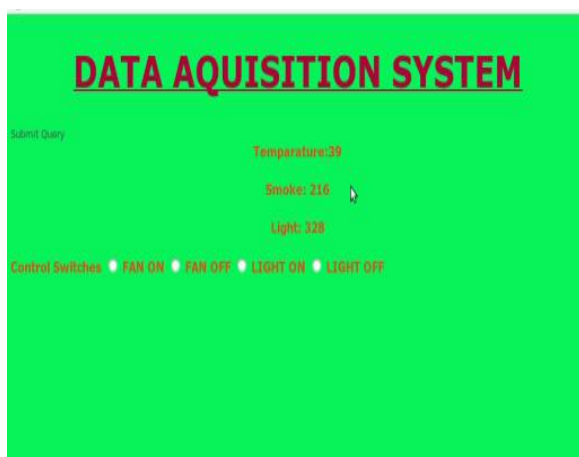 DATA AQUISITION SYSTEM
Submit Query
Temparature:39
Smoke: 216
Light: 328
Control Switches FAN ON FAN OFF LIGHT ON LIGHT OFF